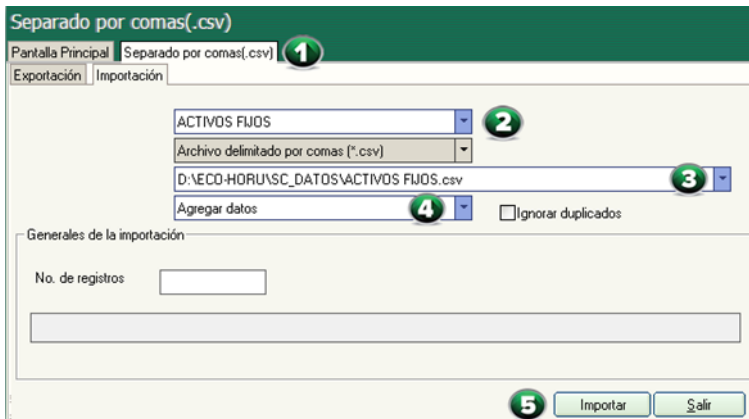 Separado por comas(.csv)
Pantalla Principal Separado por comas(.csv) 1
Exportación Importación
ACTIVOS FIJOS 2
Archivo delimitado por comas (*.csv)
D:\ECO-HORU\SC_DATOS\ACTIVOS FIJOS.csv 3
Agregar datos 4 Ignorar duplicados
Generales de la importación
No. de registros
5 Importar Salir